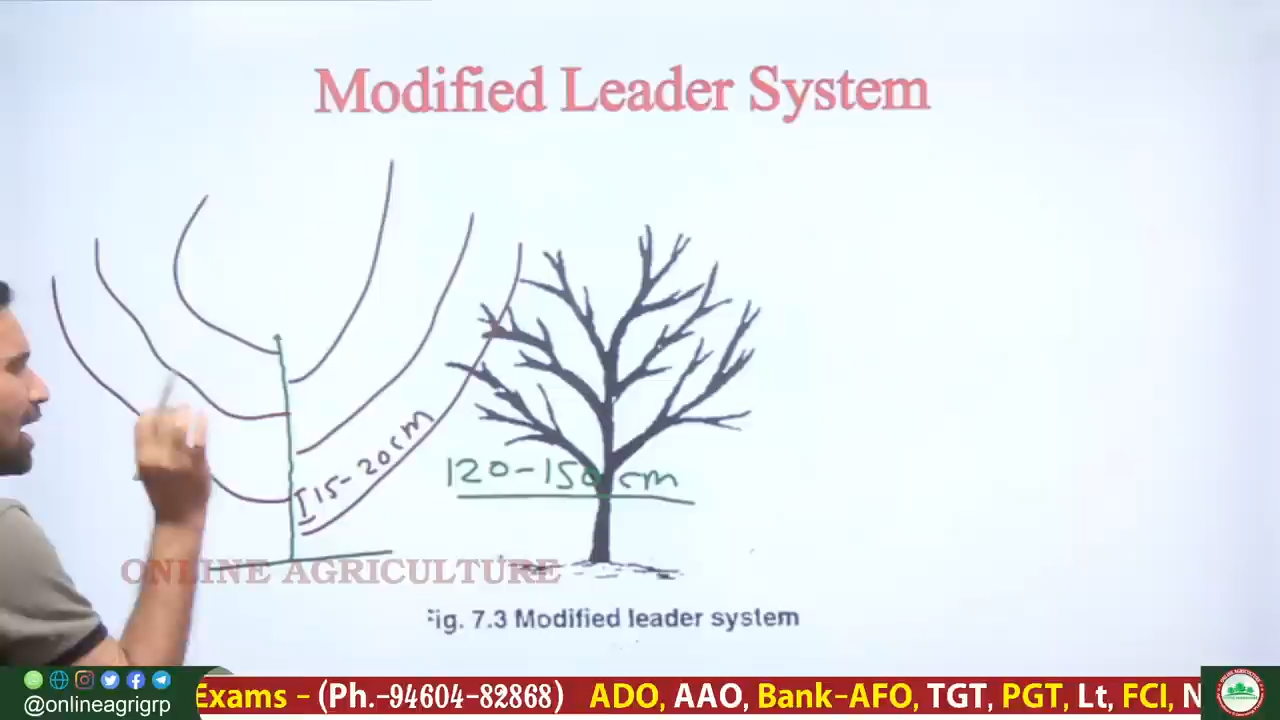 Modified Leader System
15-20cm
120-150cm
ONLINE AGRICULTURE
Fig. 7.3 Modified leader system
Exams - (Ph.-94604-82868) ADO, AAO, Bank-AFO, TGT, PGT, Lt, FCI, N
@onlineagrigrp